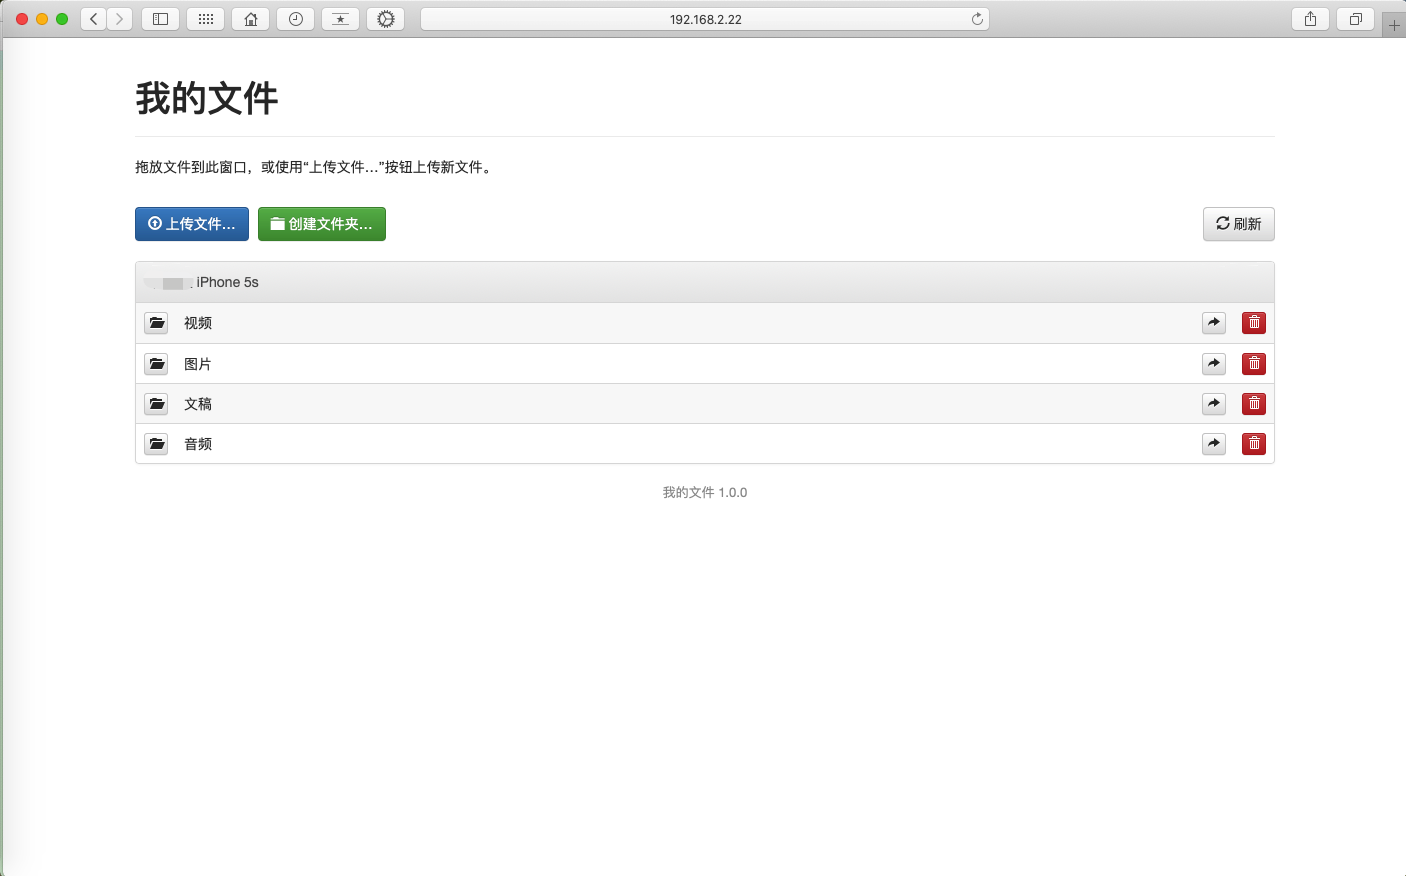 192.168.2.22
我的文件
拖放文件到此窗口，或使用“上传文件...”按钮上传新文件。
上传文件... 创建文件夹... 刷新
iPhone 5s
视频
图片
文稿
音频
我的文件 1.0.0